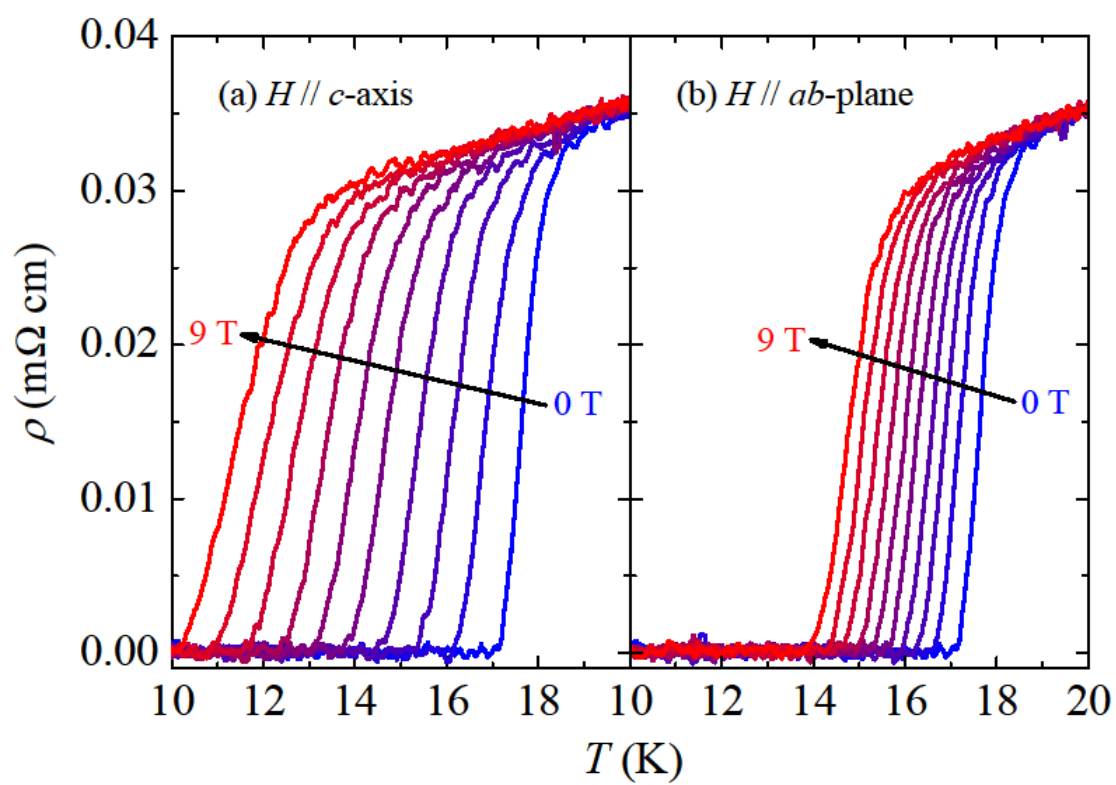 0.04
0.03
0.02
0.01
0.00
ρ (mΩ cm)
(a) H // c-axis
9 T
0 T
(b) H // ab-plane
9 T
0 T
10 12 14 16 18 10 12 14 16 18 20
T (K)